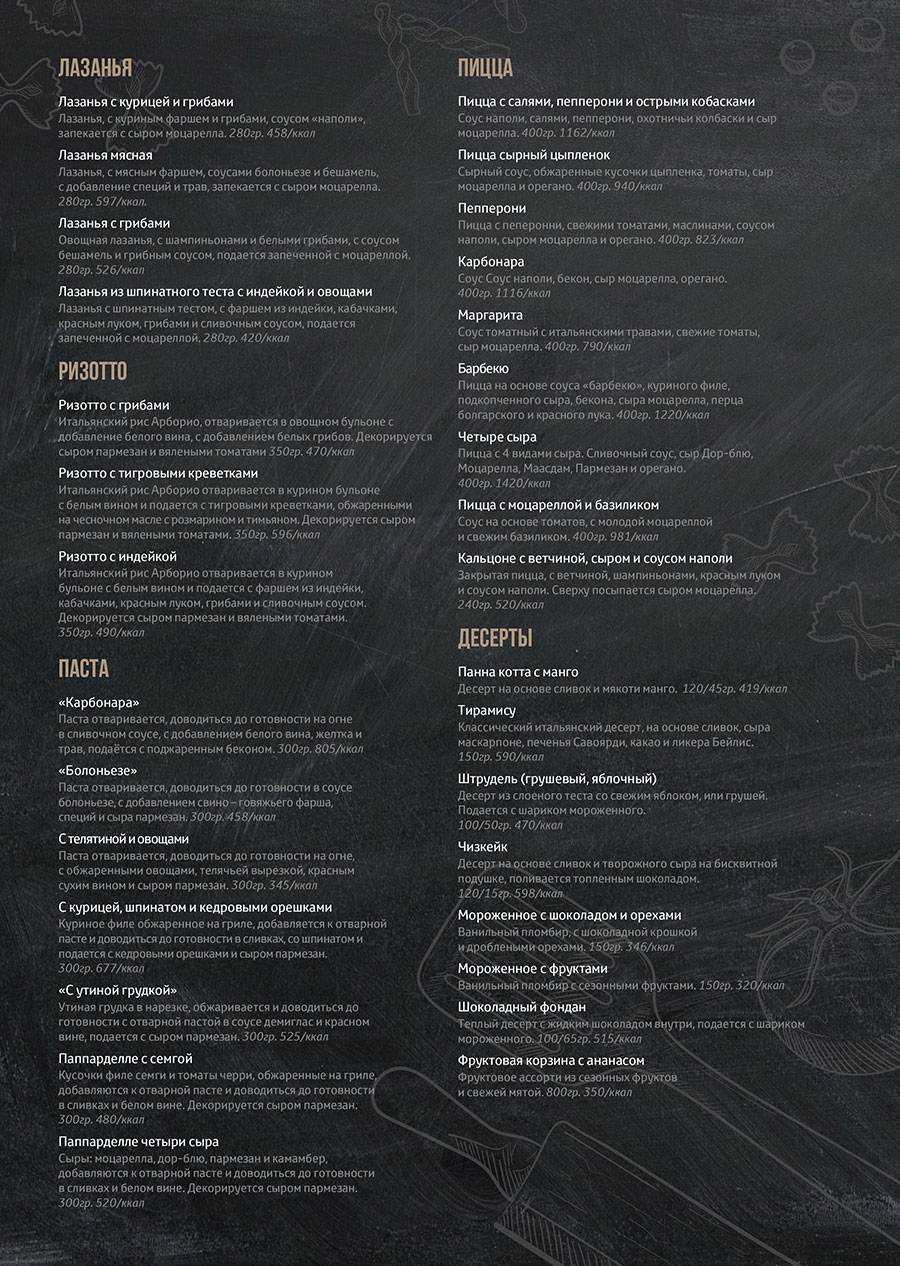 ЛАЗАНЬЯ
Лазанья с курицей и грибами
Лазанья, с куриным фаршем и грибами, соусом «наполи»,
запекается с сыром моцарелла. 280гр. 458/ккал
Лазанья мясная
Лазанья, с мясным фаршем, соусами болоньезе и бешамель,
с добавление специй и трав, запекается с сыром моцарелла.
280гр. 597/ккал.
Лазанья с грибами
Овощная лазанья, с шампиньонами и белыми грибами, с соусом
бешамель и грибным соусом, подается запеченной с моцареллой.
280гр. 526/ккал
Лазанья из шпинатного теста с индейкой и овощами
Лазанья с шпинатным тестом, с фаршем из индейки, кабачками,
красным луком, грибами и сливочным соусом, подается
запеченной с моцареллой, 280гр. 420/ккал
РИЗОТТО
Ризотто с грибами
Итальянский рис Арборио, отваривается в овощном бульоне с
добавление белого вина, с добавлением белых грибов. Декорируется
сыром пармезан и вялеными томатами 350гр. 470/ккал
Ризотто с тигровыми креветками
Итальянский рис Арборио отваривается в курином бульоне
с белым вином и подается с тигровыми креветками, обжаренными
на чесночном масле с розмарином и тимьяном. Декорируется сыром
пармезан и вялеными томатами. 350гр. 596/ккал
Ризотто с индейкой
Итальянский рис Арборио отваривается в курином
бульоне с белым вином и подается с фаршем из индейки,
кабачками, красным луком, грибами и сливочным соусом.
Декорируется сыром пармезан и вялеными томатами.
350гр. 490/ккал
ПАСТА
«Карбонара»
Паста отваривается, доводиться до готовности на огне
в сливочном соусе, с добавлением белого вина, желтка и
трав, подаётся с поджаренным беконом. 300гр. 805/ккал
«Болоньезе»
Паста отваривается, доводиться до готовности в соусе
болоньезе, с добавлением свино–говяжьего фарша,
специй и сыра пармезан. 300гр. 458/ккал
С телятиной и овощами
Паста отваривается, доводиться до готовности на огне,
с обжаренными овощами, телячьей вырезкой, красным
сухим вином и сыром пармезан. 300гр. 345/ккал
С курицей, шпинатом и кедровыми орешками
Куриное филе обжаренное на гриле, добавляется к отварной
пасте и доводиться до готовности в сливках, со шпинатом и
подается с кедровыми орешками и сыром пармезан.
300гр. 677/ккал
«С утиной грудкой»
Утиная грудка в нарезке, обжаривается и доводиться до
готовности с отварной пастой в соусе демиглас и красном
вине, подается с сыром пармезан. 300гр. 525/ккал
Паппарделле с семгой
Кусочки филе семги и томаты черри, обжаренные на гриле,
добавляются к отварной пасте и доводиться до готовности
в сливках и белом вине. Декорируется сыром пармезан.
300гр. 480/ккал
Паппарделле четыри сыра
Сыры: моцарелла, дор-блю, пармезан и камамбер,
добавляются к отварной пасте и доводиться до готовности
в сливках и белом вине. Декорируется сыром пармезан.
300гр. 520/ккал
ПИЦЦА
Пицца с салями, пепперони и острыми кобасками
Соус наполи, салями, пепперони, охотничьи колбаски и сыр
моцарелла. 400гр. 1162/ккал
Пицца сырный цыпленок
Сырный соус, обжаренные кусочки цыпленка, томаты, сыр
моцарелла и орегано. 400гр. 940/ккал
Пепперони
Пицца с пеперонни, свежими томатами, маслинами, соусом
наполи, сыром моцарелла и орегано. 400гр. 823/ккал
Карбонара
Соус Соус наполи, бекон, сыр моцарелла, орегано.
400гр. 1116/ккал
Маргарита
Соус томатный с итальянскими травами, свежие томаты,
сыр моцарелла. 400гр. 790/ккал
Барбекю
Пицца на основе соуса «барбекю», куриного филе,
подкопченного сыра, бекона, сыра моцарелла, перца
болгарского и красного лука. 400гр. 1220/ккал
Четыре сыра
Пицца с 4 видами сыра. Сливочный соус, сыр Дор-блю,
Моцарелла, Маасдам, Пармезан и орегано.
400гр. 1420/ккал
Пицца с моцареллой и базиликом
Соус на основе томатов, с молодой моцареллой
и свежим базиликом. 400гр. 981/ккал
Кальцоне с ветчиной, сыром и соусом наполи
Закрытая пицца, с ветчиной, шампиньонами, красным луком
и соусом наполи. Сверху посыпается сыром моцарелла.
240гр. 520/ккал
ДЕСЕРТЫ
Панна котта с манго
Десерт на основе сливок и мякоти манго. 120/45гр. 419/ккал
Тирамису
Классический итальянский десерт, на основе сливок, сыра
маскарпоне, печенья Савоярди, какао и ликера Бейлис.
150гр. 590/ккал
Штрудель (грушевый, яблочный)
Десерт из слоеного теста со свежим яблоком, или грушей.
Подается с шариком мороженного.
100/50гр. 470/ккал
Чизкейк
Десерт на основе сливок и творожного сыра на бисквитной
подушке, поливается топленным шоколадом.
120/15гр. 598/ккал
Мороженное с шоколадом и орехами
Ванильный пломбир, с шоколадной крошкой
и дроблеными орехами. 150гр. 346/ккал
Мороженное с фруктами
Ванильный пломбир с сезонными фруктами. 150гр. 320/ккал
Шоколадный фондан
Теплый десерт с жидким шоколадом внутри, подается с шариком
мороженного. 100/65гр. 515/ккал
Фруктовая корзина с ананасом
Фруктовое ассорти из сезонных фруктов
и свежей мятой. 800гр. 350/ккал